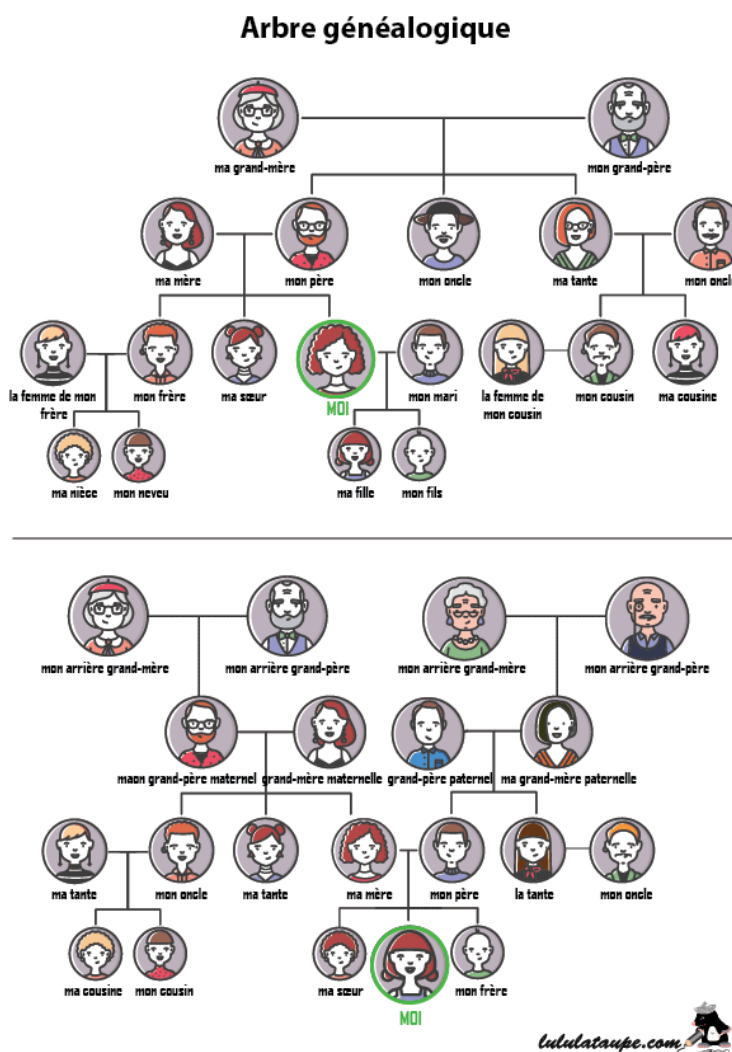 Arbre généalogique
ma grand-mère mon grand-père
ma mère mon père mon oncle ma tante mon oncle
la femme de mon frère mon frère ma sœur MOI mon mari la femme de mon cousin mon cousin ma cousine
ma nièce mon neveu ma fille mon fils
mon arrière grand-mère mon arrière grand-père mon arrière grand-mère mon arrière grand-père
maon grand-père maternel grand-mère maternelle grand-père paternel ma grand-mère paternelle
ma tante mon oncle ma tante ma mère mon père la tante mon oncle
ma cousine mon cousin ma sœur MOI mon frère
lululataupe.com